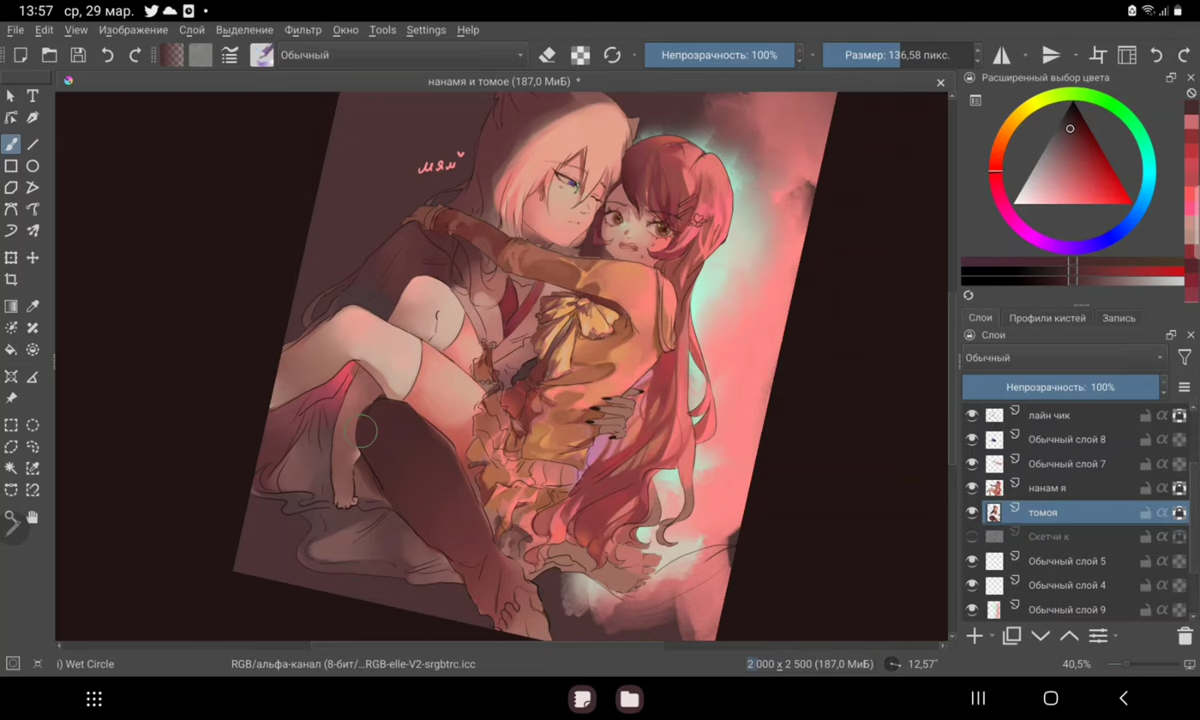 13:57 ср, 29 мар.
File Edit View Изображение Слой Выделение Фильтр Окно Tools Settings Help
Обычный
Непрозрачность: 100%
Размер: 136,58 пикс.
нанамя и томое (187,0 МиБ) *
Расширенный выбор цвета
мям
Слои Профили кистей Запись
Слои
Обычный
Непрозрачность: 100%
лайн чик
Обычный слой 8
Обычный слой 7
нанам я
томоя
Скетчи к
Обычный слой 5
Обычный слой 4
Обычный слой 9
i) Wet Circle
RGB/альфа-канал (8-бит/...RGB-elle-V2-srgbtrc.icc
2 000 x 2 500 (187,0 МиБ)
12,57°
40,5%